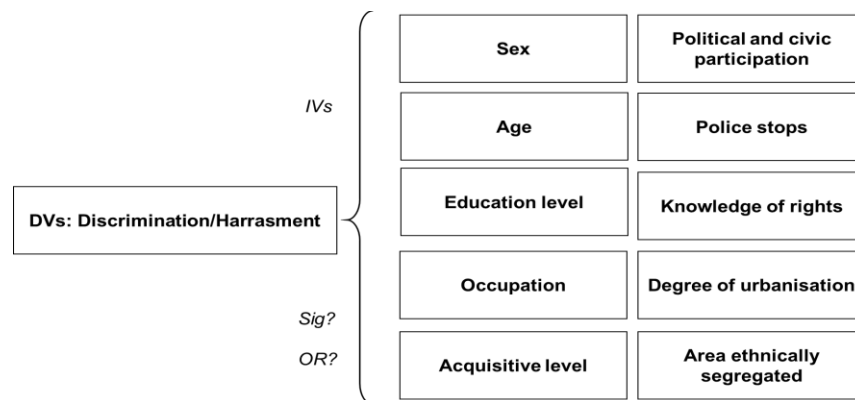 IVs
DVs: Discrimination/Harrasment
Sig?
OR?
Sex
Political and civic
participation
Age
Police stops
Education level
Knowledge of rights
Occupation
Degree of urbanisation
Acquisitive level
Area ethnically
segregated